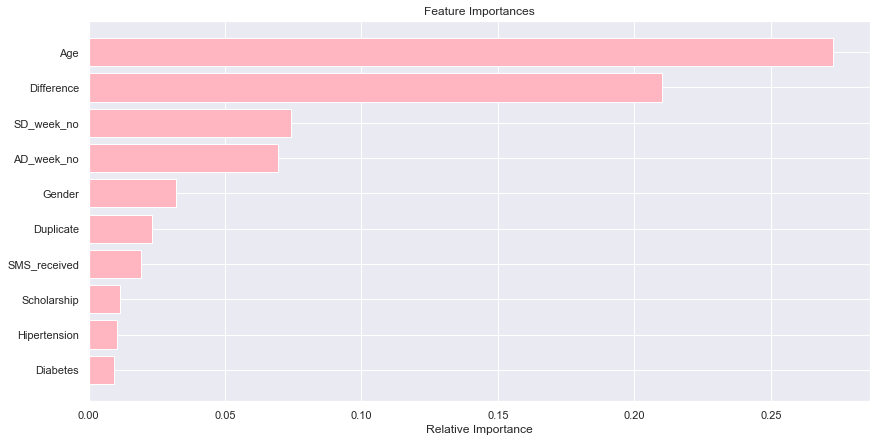 Feature Importances
Age
Difference
SD_week_no
AD_week_no
Gender
Duplicate
SMS_received
Scholarship
Hipertension
Diabetes
0.00 0.05 0.10 0.15 0.20 0.25
Relative Importance